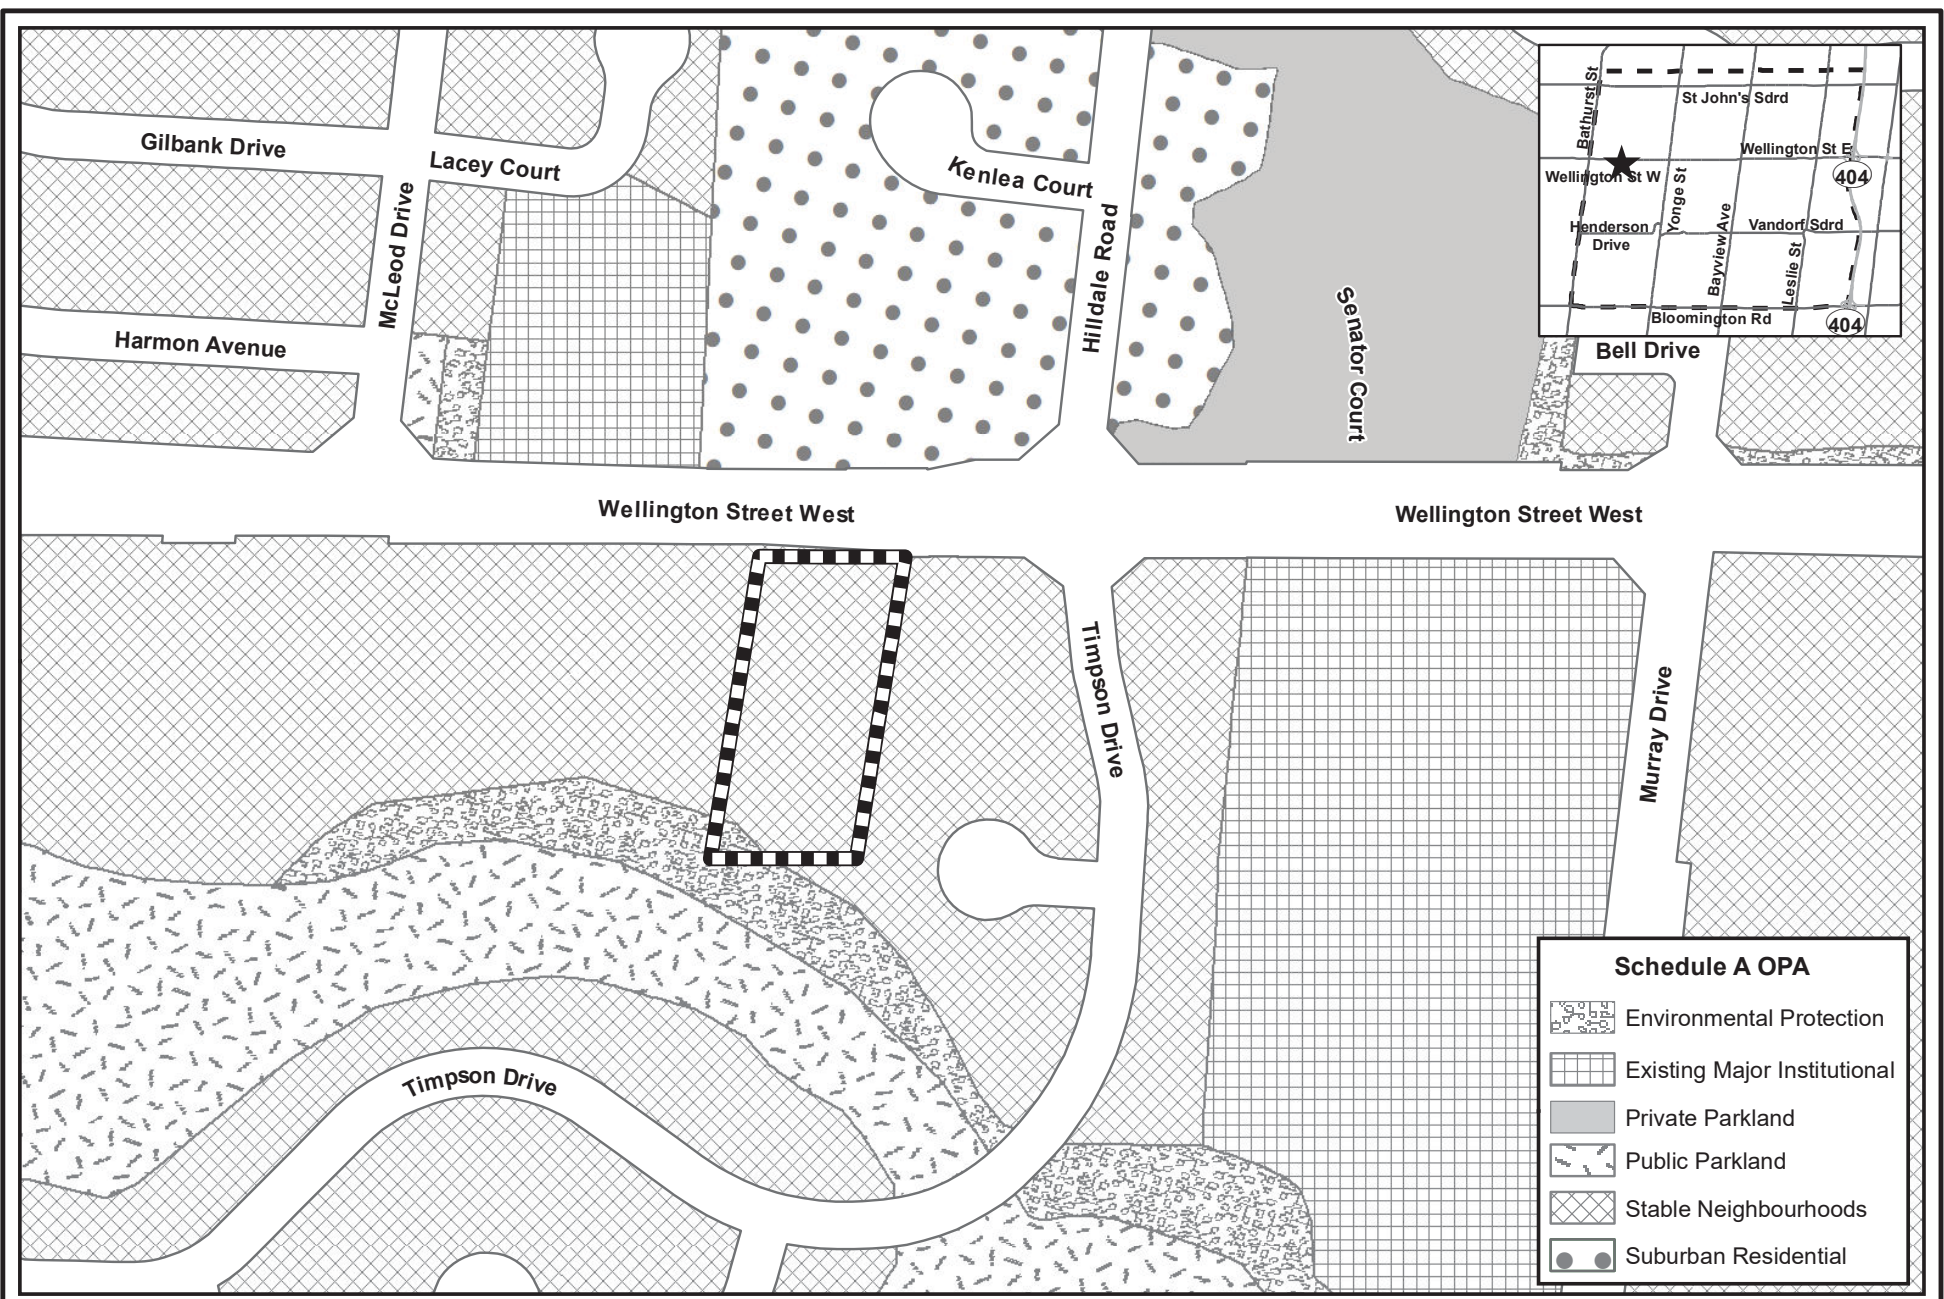 Gilbank Drive
Lacey Court
McLeod Drive
Harmon Avenue
Kenlea Court
Hilldale Road
Senator Court
Bathurst St
St John's Sdrd
Wellington St E
Wellington St W
404
Yonge St
Henderson
Drive
Bayview Ave
Vandorf Sdrd
Leslie St
Bloomington Rd
404
Bell Drive
Wellington Street West
Wellington Street West
Timpson Drive
Murray Drive
Timpson Drive
Schedule A OPA
Environmental Protection
Existing Major Institutional
Private Parkland
Public Parkland
Stable Neighbourhoods
Suburban Residential